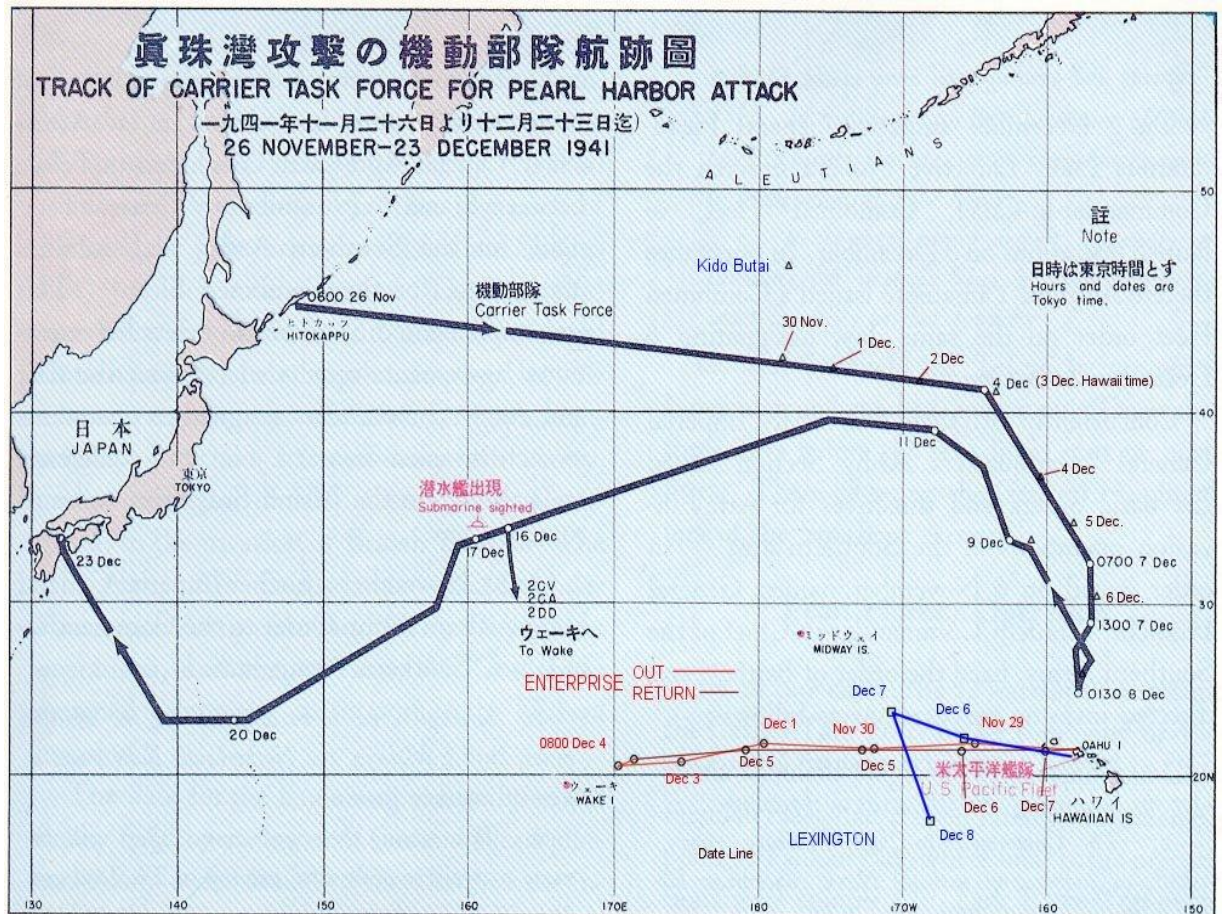 眞珠灣攻擊の機動部隊航跡圖
TRACK OF CARRIER TASK FORCE FOR PEARL HARBOR ATTACK
(一九四一年十一月二十六日より十二月二十三日迄)
26 NOVEMBER-23 DECEMBER 1941
ALEUTIANS
50
註
Note
日時は東京時間とす
Hours and dates are
Tokyo time.
Kido Butai
0600 26 Nov
ヒトカップ
HITOKAPPU
機動部隊
Carrier Task Force
30 Nov.
1 Dec.
2 Dec
4 Dec
(3 Dec. Hawaii time)
40
日本
JAPAN
東京
TOKYO
11 Dec
4 Dec
潜水艦出現
Submarine sighted
17 Dec
16 Dec
5 Dec.
9 Dec
0700 7 Dec
23 Dec
2CV
2CA
2DD
6 Dec.
30
1300 7 Dec
ウェーキへ
To Wake
ミッドウェイ
MIDWAY IS.
ENTERPRISE
OUT
RETURN
Dec 7
0130 8 Dec
20 Dec
Dec 6
Dec 1
Nov 30
Nov 29
0800 Dec 4
OAHU I
Dec 3
Dec 5
Dec 5
米太平洋艦隊
U.S. Pacific Fleet
20N
ウェーキ
WAKE I
Dec 6
Dec 7
ハワイ
HAWAIIAN IS
Dec 8
LEXINGTON
Date Line
130
140
150
160
170E
180
170W
160
150